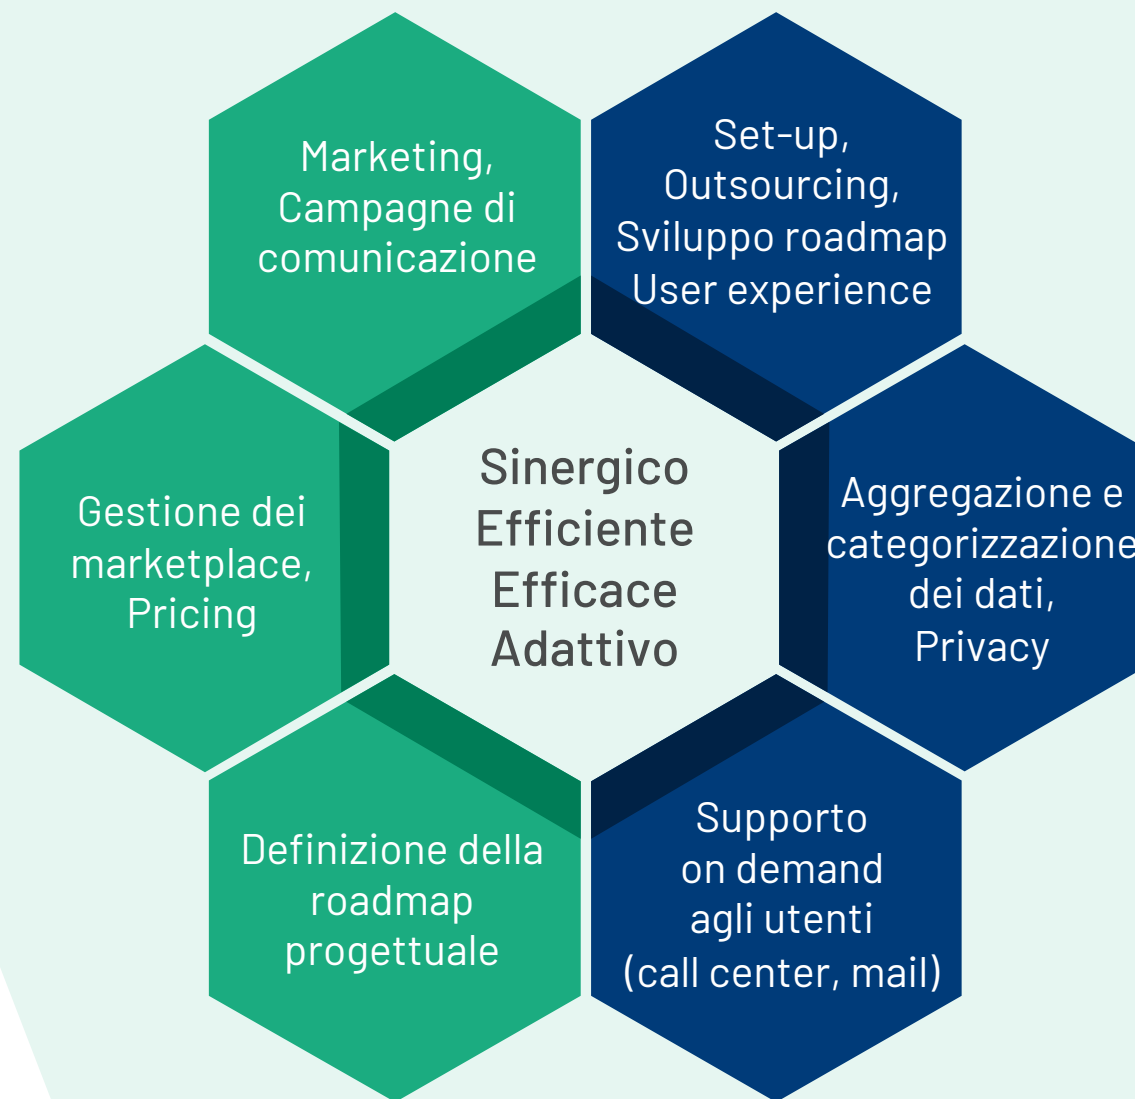 Marketing,
Campagne di
comunicazione
Set-up,
Outsourcing,
Sviluppo roadmap
User experience
Gestione dei
marketplace,
Pricing
Sinergico
Efficiente
Efficace
Adattivo
Aggregazione e
categorizzazione
dei dati,
Privacy
Definizione della
roadmap
progettuale
Supporto
on demand
agli utenti
(call center, mail)